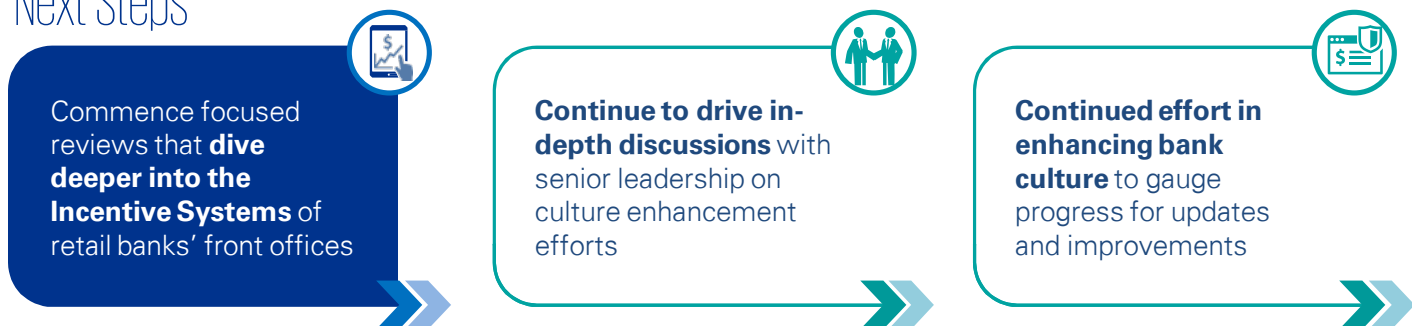 Next Steps
Commence focused
reviews that dive
deeper into the
Incentive Systems of
retail banks’ front offices
Continue to drive in-
depth discussions with
senior leadership on
culture enhancement
efforts
Continued effort in
enhancing bank
culture to gauge
progress for updates
and improvements